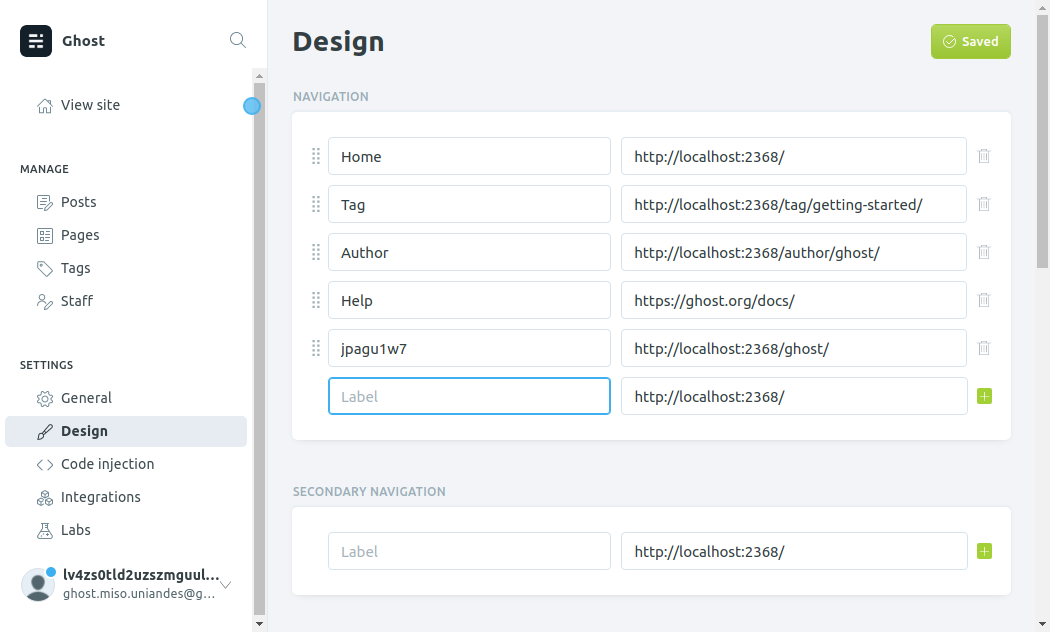 Ghost
View site
MANAGE
Posts
Pages
Tags
Staff
SETTINGS
General
Design
Code injection
Integrations
Labs
lv4zs0tld2uzszmguul...
ghost.miso.uniandes@g...
Design
Saved
NAVIGATION
Home http://localhost:2368/
Tag http://localhost:2368/tag/getting-started/
Author http://localhost:2368/author/ghost/
Help https://ghost.org/docs/
jpagu1w7 http://localhost:2368/ghost/
Label http://localhost:2368/
SECONDARY NAVIGATION
Label http://localhost:2368/